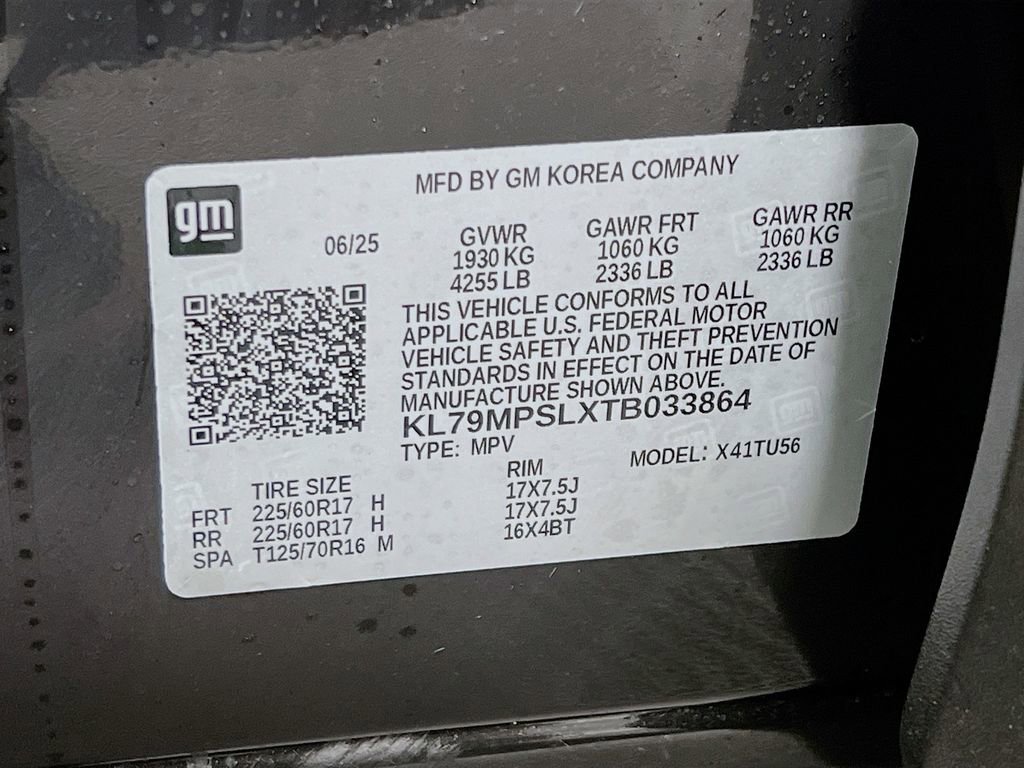 gm
MFD BY GM KOREA COMPANY
06/25
GVWR GAWR FRT GAWR RR
1930 KG 1060 KG 1060 KG
4255 LB 2336 LB 2336 LB
THIS VEHICLE CONFORMS TO ALL
APPLICABLE U.S. FEDERAL MOTOR
VEHICLE SAFETY AND THEFT PREVENTION
STANDARDS IN EFFECT ON THE DATE OF
MANUFACTURE SHOWN ABOVE.
KL79MPSLXTB033864
TYPE: MPV MODEL: X41TU56
TIRE SIZE RIM
FRT 225/60R17 H 17X7.5J
RR 225/60R17 H 17X7.5J
SPA T125/70R16 M 16X4BT